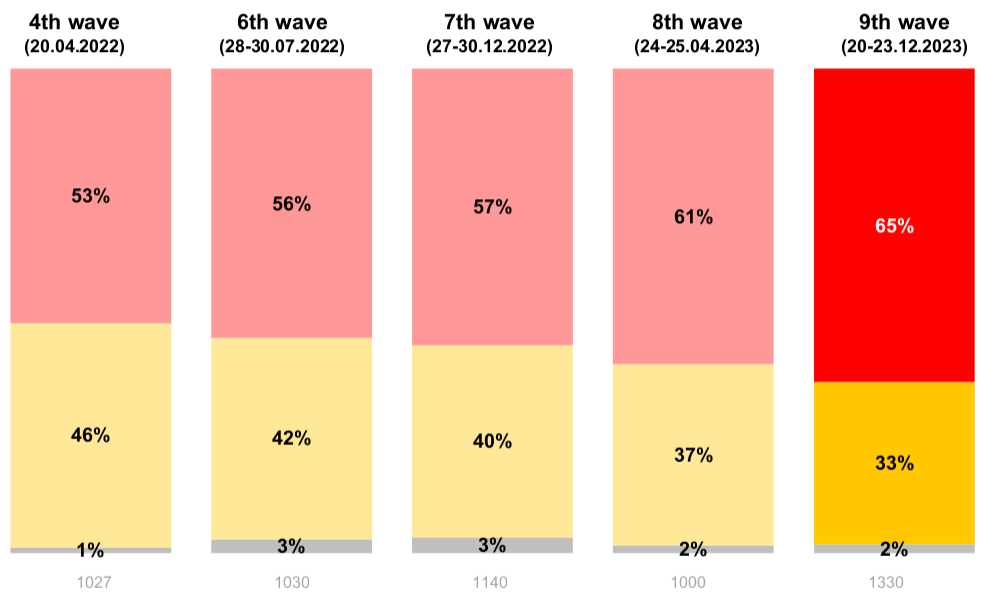 4th wave 6th wave 7th wave 8th wave 9th wave
(20.04.2022) (28-30.07.2022) (27-30.12.2022) (24-25.04.2023) (20-23.12.2023)
53% 56% 57% 61% 65%
46% 42% 40% 37% 33%
1% 3% 3% 2% 2%
1027 1030 1140 1000 1330